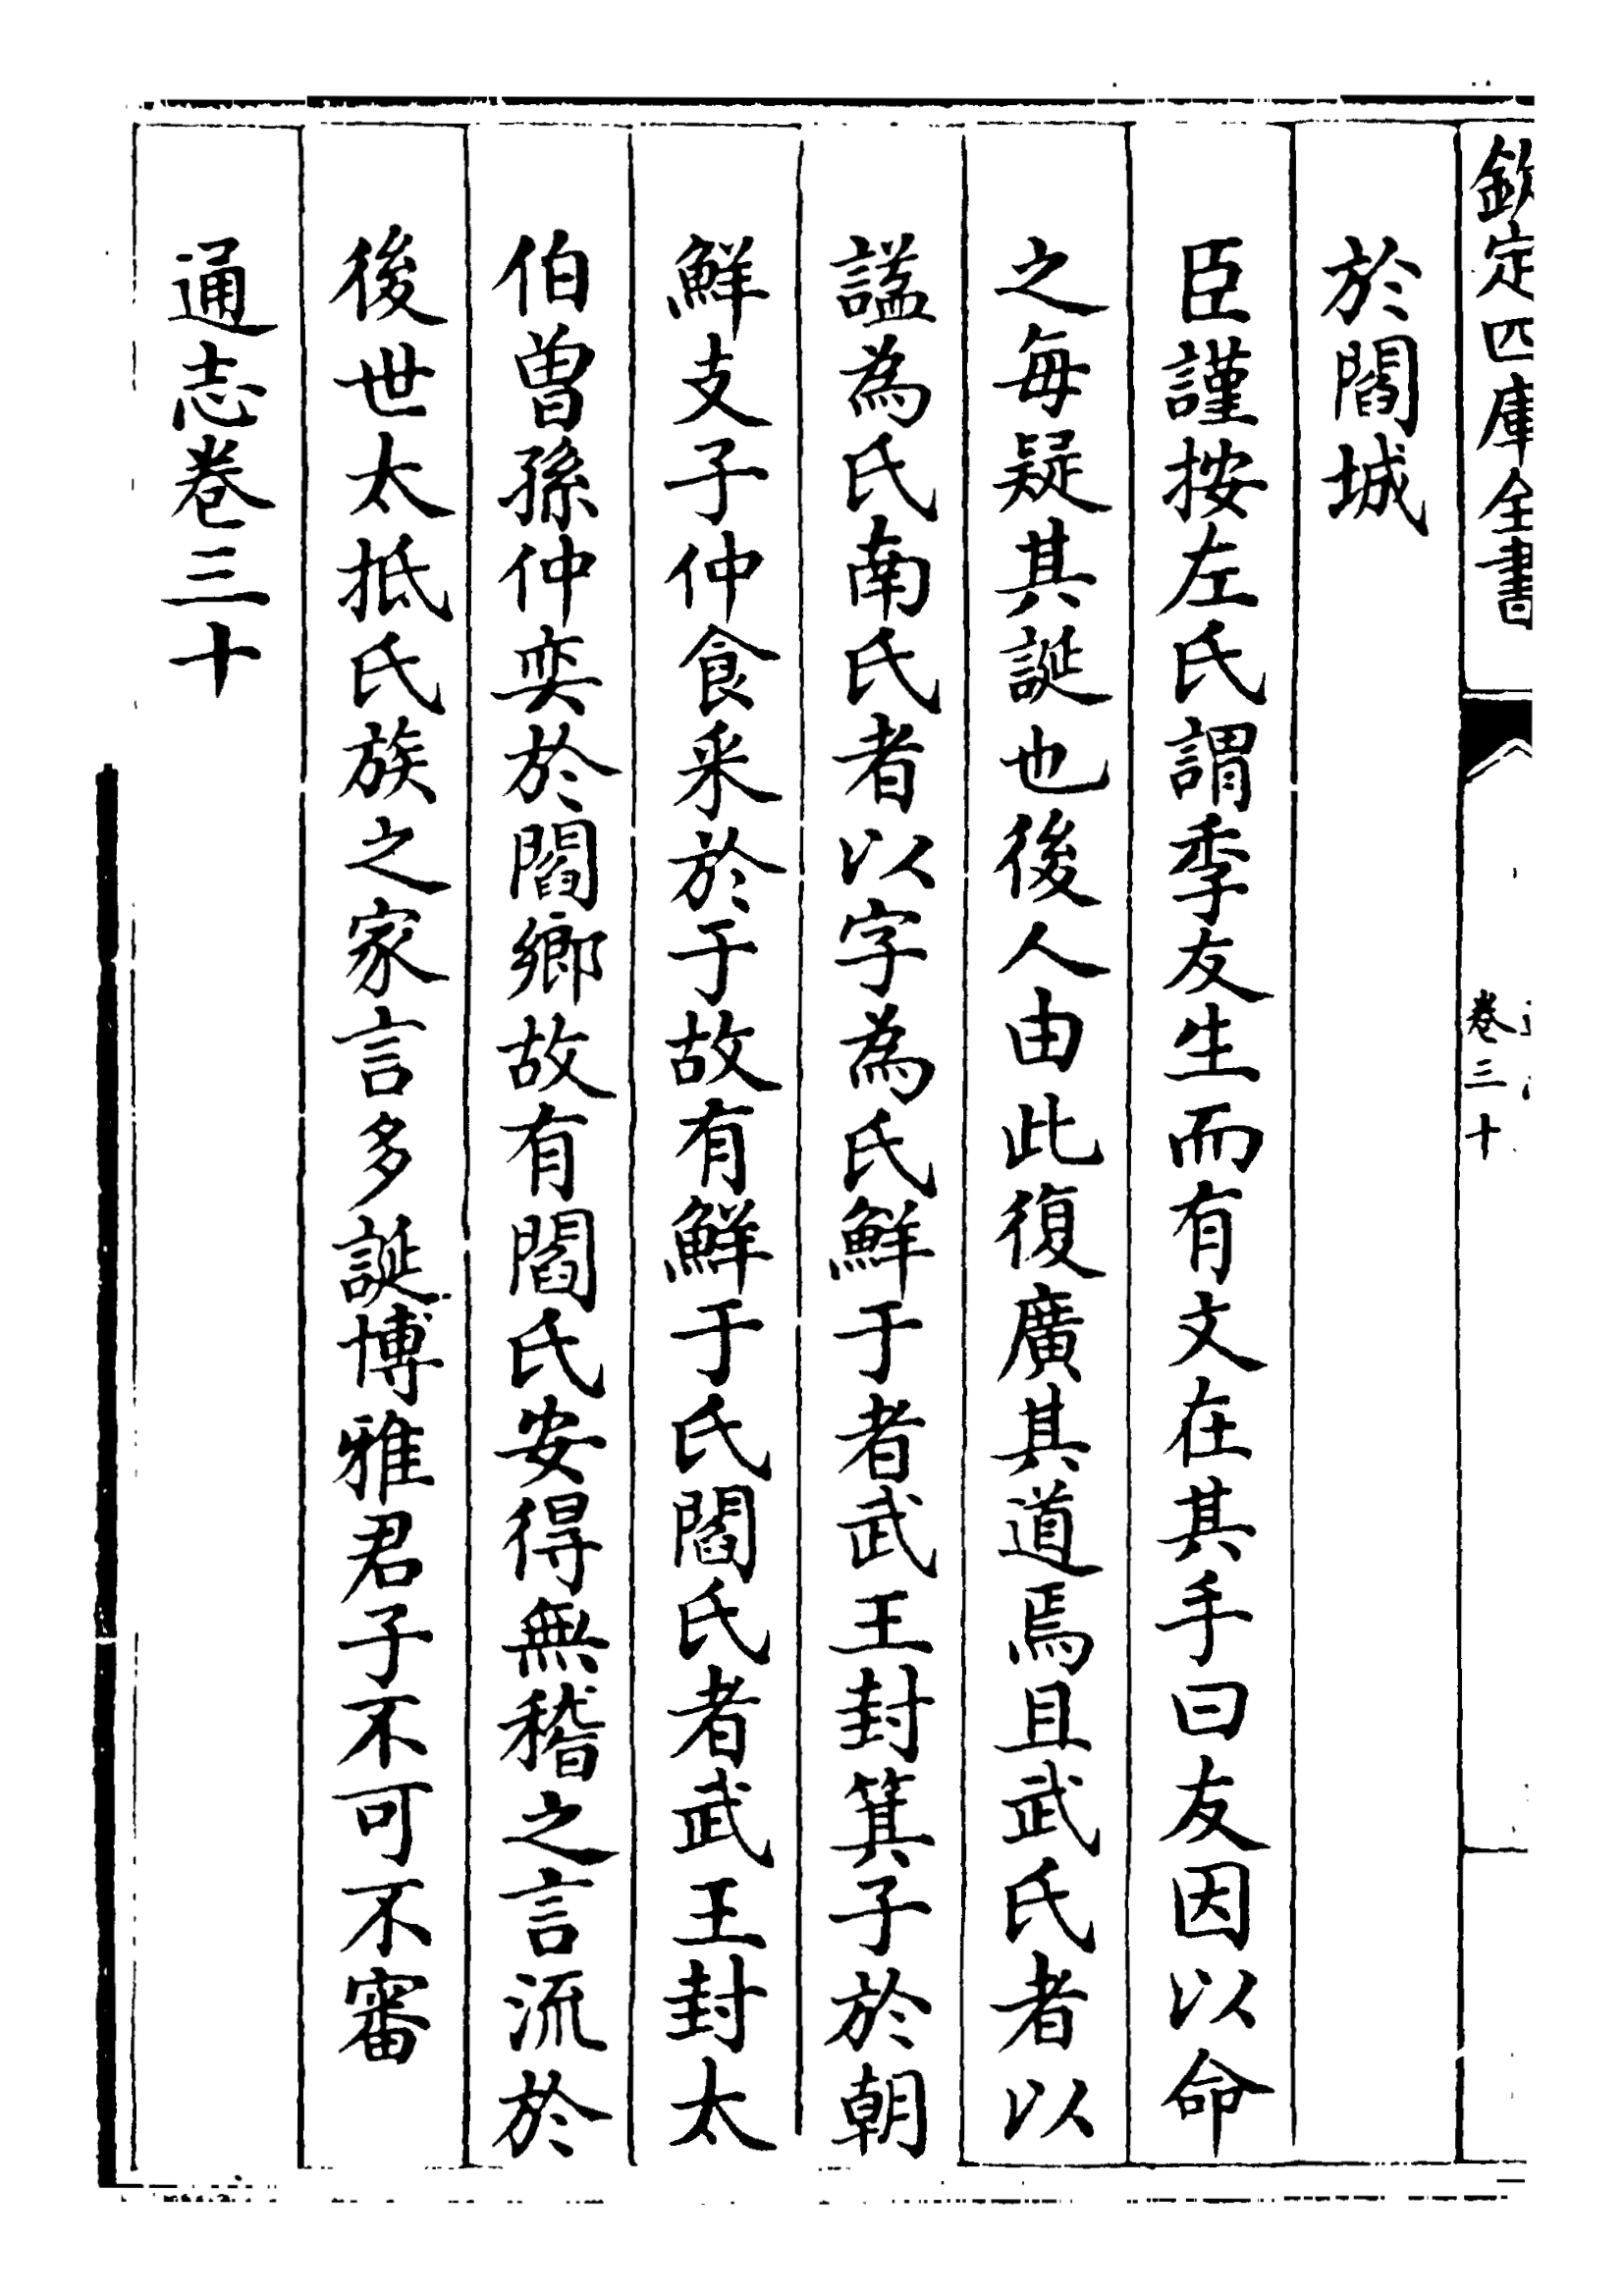 欽定四庫全書
卷三十
於閻城
臣謹按左氏謂季友生而有文在其手曰友因以命
之每疑其誕也後人由此復廣其道焉且武氏者以
諡為氏南氏者以字為氏鮮于者武王封箕子於朝
鮮支子仲食采於于故有鮮于氏閻氏者武王封太
伯曾孫仲奕於閻鄉故有閻氏安得無稽之言流於
後世太抵氏族之家言多誕博雅君子不可不審
通志卷三十